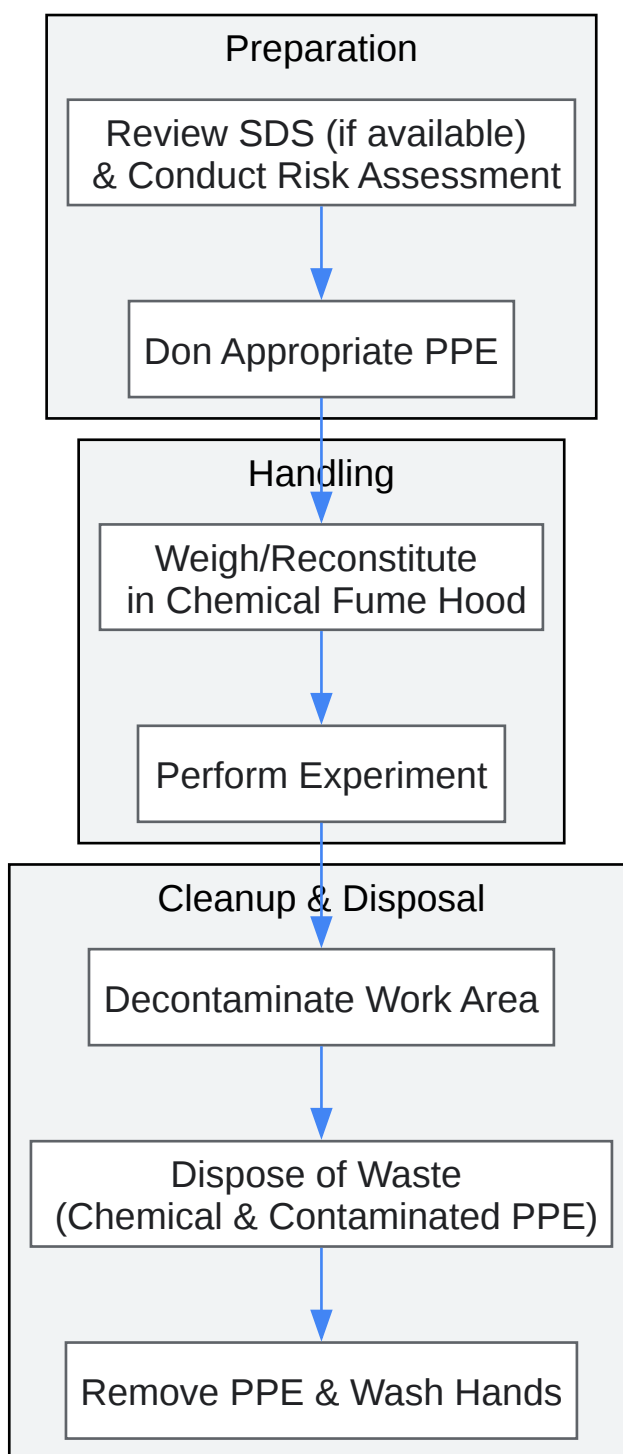 Preparation
Review SDS (if available)
& Conduct Risk Assessment
Don Appropriate PPE
Handling
Weigh/Reconstitute
in Chemical Fume Hood
Perform Experiment
Cleanup & Disposal
Decontaminate Work Area
Dispose of Waste
(Chemical & Contaminated PPE)
Remove PPE & Wash Hands